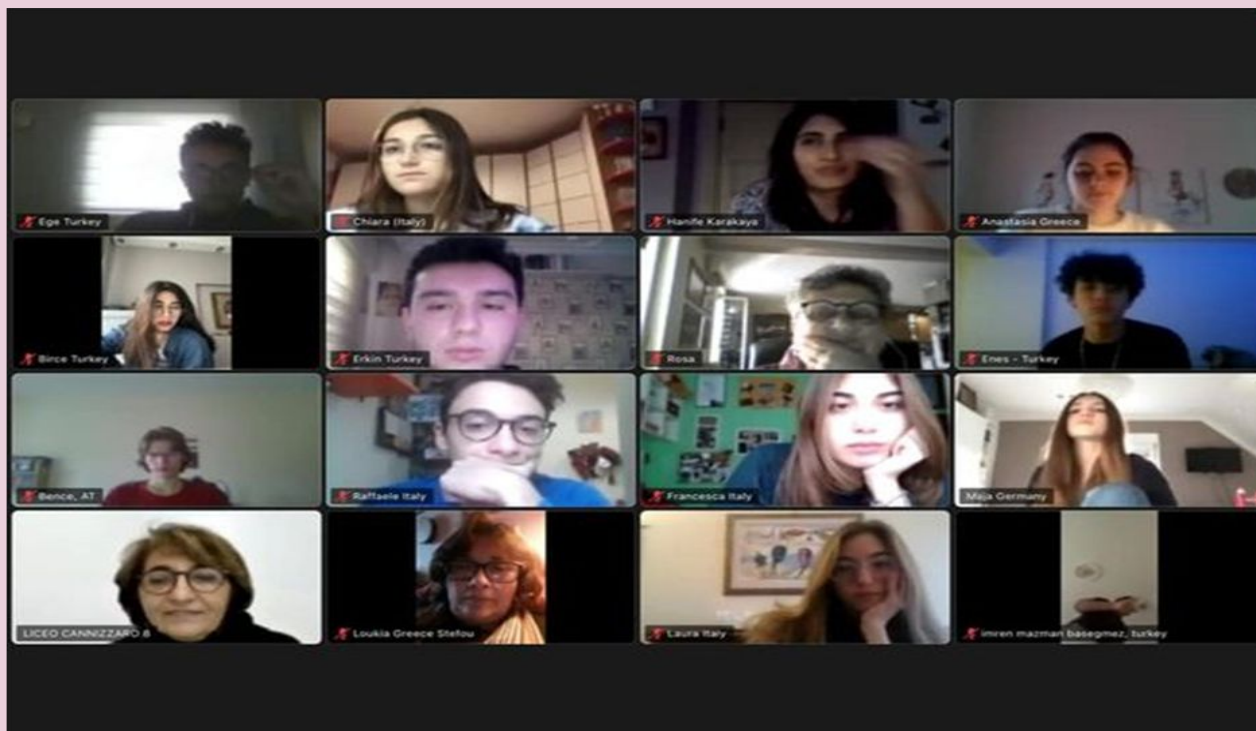 Ege Turkey
Chiara (Italy)
Hanife Karakaya
Anastasia Greece
Birce Turkey
Erkin Turkey
Rosa
Enes - Turkey
Bence, AT
Raffaele Italy
Francesca Italy
Maja Germany
LICEO CANNIZZARO 8
Loukia Greece Stefou
Laura Italy
imren mazman basegmez, turkey